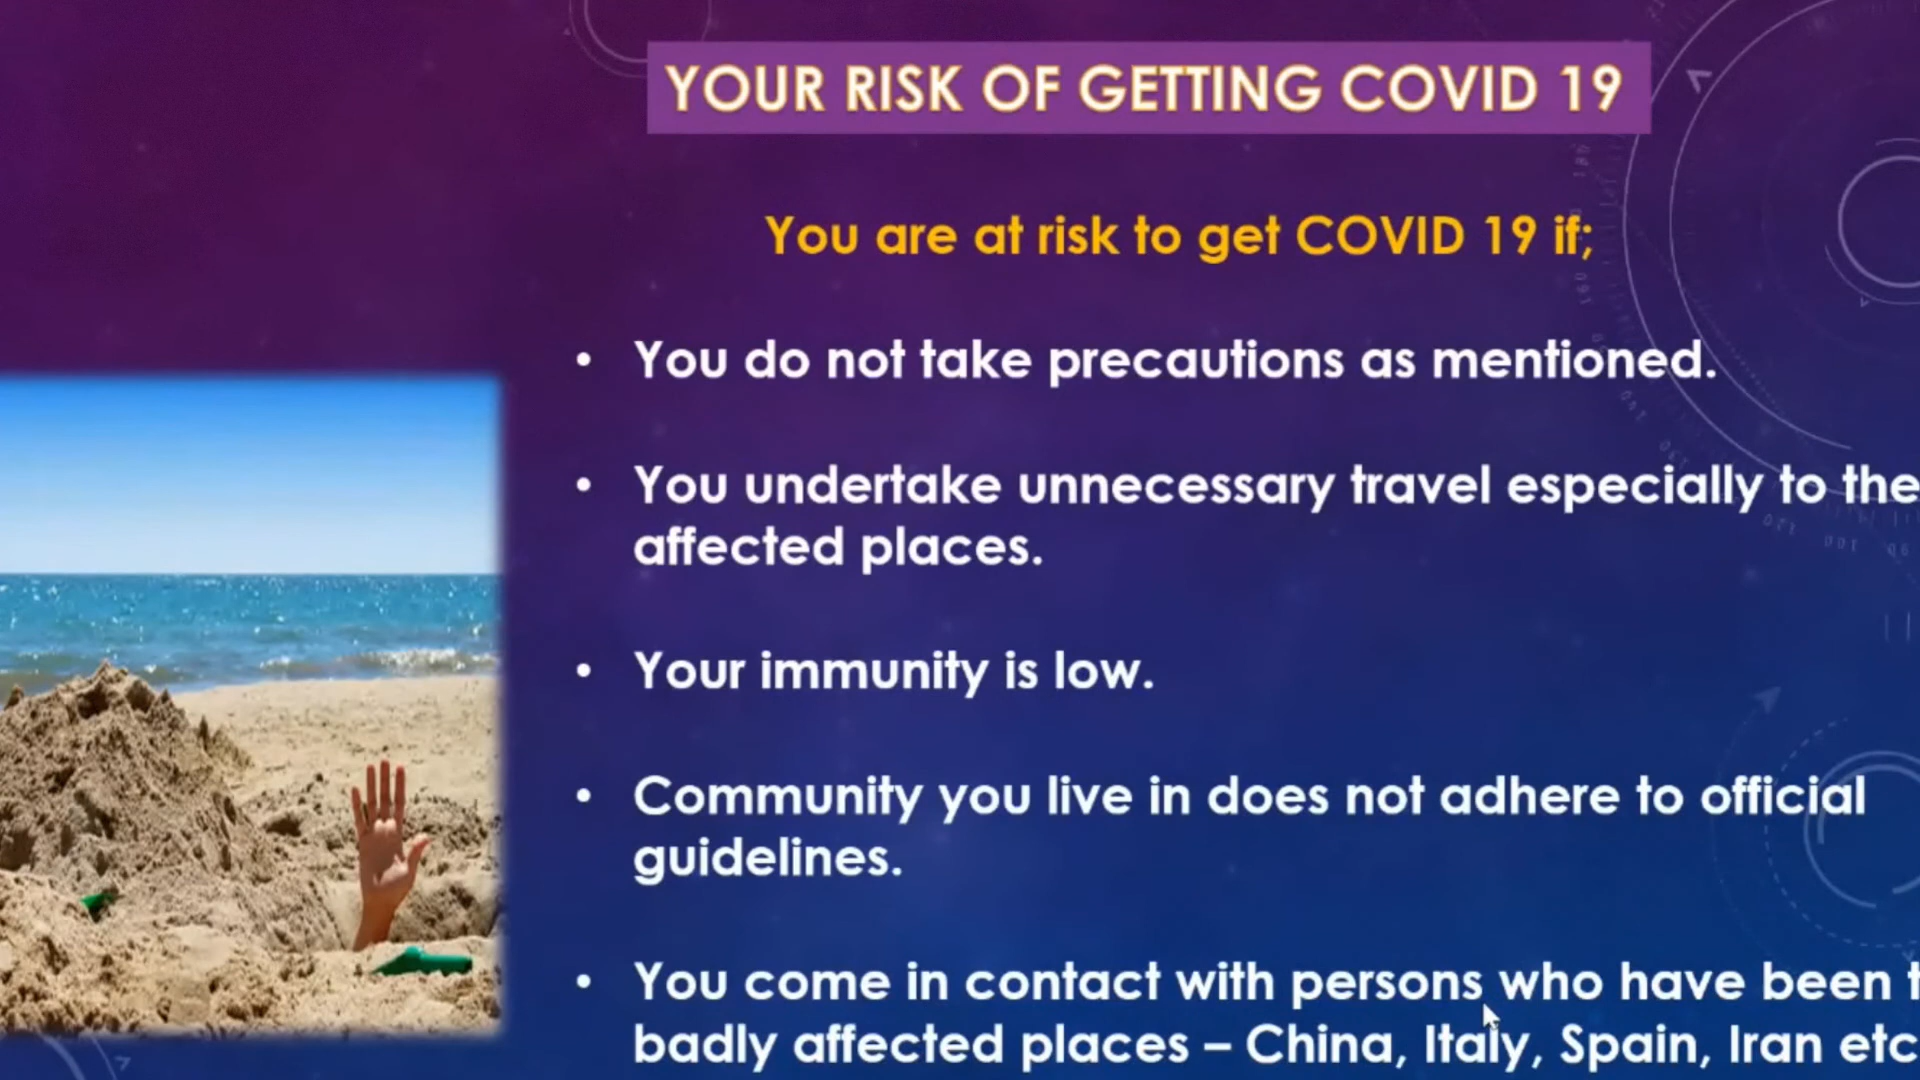 YOUR RISK OF GETTING COVID 19
You are at risk to get COVID 19 if;
• You do not take precautions as mentioned.
• You undertake unnecessary travel especially to the
affected places.
• Your immunity is low.
• Community you live in does not adhere to official
guidelines.
• You come in contact with persons who have been
badly affected places – China, Italy, Spain, Iran etc